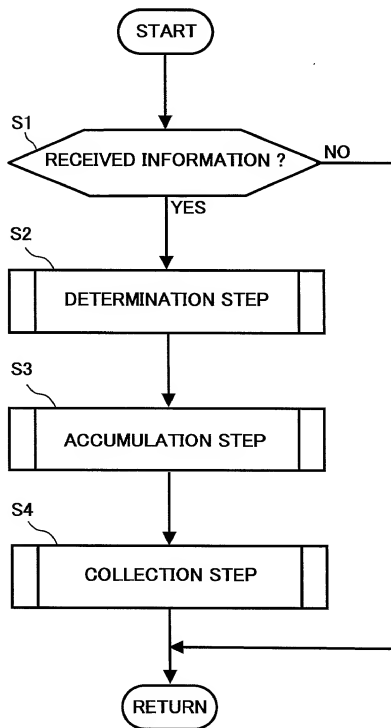 START
S1
RECEIVED INFORMATION ?
NO
YES
S2
DETERMINATION STEP
S3
ACCUMULATION STEP
S4
COLLECTION STEP
RETURN